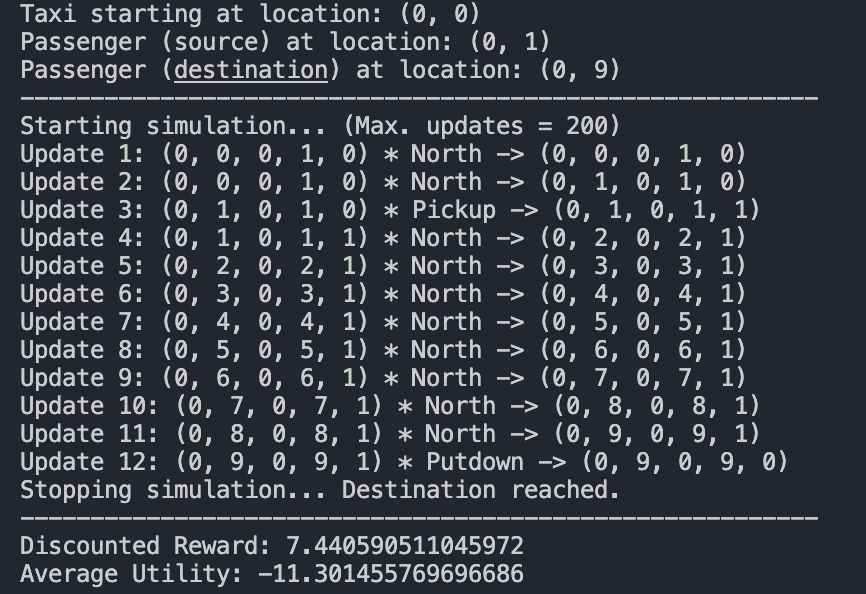 Taxi starting at location: (0, 0)
Passenger (source) at location: (0, 1)
Passenger (destination) at location: (0, 9)
---------------------------------------------------------
Starting simulation... (Max. updates = 200)
Update 1: (0, 0, 0, 1, 0) * North -> (0, 0, 0, 1, 0)
Update 2: (0, 0, 0, 1, 0) * North -> (0, 1, 0, 1, 0)
Update 3: (0, 1, 0, 1, 0) * Pickup -> (0, 1, 0, 1, 1)
Update 4: (0, 1, 0, 1, 1) * North -> (0, 2, 0, 2, 1)
Update 5: (0, 2, 0, 2, 1) * North -> (0, 3, 0, 3, 1)
Update 6: (0, 3, 0, 3, 1) * North -> (0, 4, 0, 4, 1)
Update 7: (0, 4, 0, 4, 1) * North -> (0, 5, 0, 5, 1)
Update 8: (0, 5, 0, 5, 1) * North -> (0, 6, 0, 6, 1)
Update 9: (0, 6, 0, 6, 1) * North -> (0, 7, 0, 7, 1)
Update 10: (0, 7, 0, 7, 1) * North -> (0, 8, 0, 8, 1)
Update 11: (0, 8, 0, 8, 1) * North -> (0, 9, 0, 9, 1)
Update 12: (0, 9, 0, 9, 1) * Putdown -> (0, 9, 0, 9, 0)
Stopping simulation... Destination reached.
---------------------------------------------------------
Discounted Reward: 7.440590511045972
Average Utility: -11.301455769696686